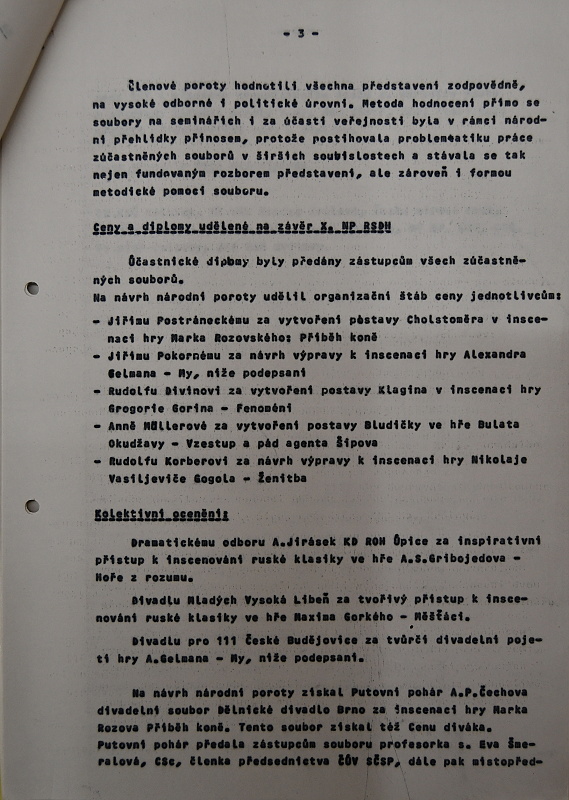 - 3 -
Členové poroty hodnotili všechna představení zodpovědně,
na vysoké odborné i politické úrovni. Metoda hodnocení přímo se
soubory na seminářích i za účasti veřejnosti byla v rámci národ-
ní přehlídky přínosem, protože postihovala problematiku práce
zúčastněných souborů v širších souvislostech a stávala se tak
nejen fundovaným rozborem představení, ale zároveň i formou
metodické pomoci souboru.
Ceny a diplomy udělené na závěr X. NP RSDH
Účastnické diplomy byly předány zástupcům všech zúčastně-
ných souborů.
Na návrh národní poroty udělil organizační štáb ceny jednotlivcům:
- Jiřímu Postráneckému za vytvoření postavy Cholstoměra v insce-
naci hry Marka Rozovského: Příběh koně
- Jiřímu Pokornému za návrh výpravy k inscenaci hry Alexandra
Gelmana - My, níže podepsaní
- Rudolfu Divinovi za vytvoření postavy Klagina v inscenaci hry
Grogorie Gorina - Fenoméni
- Anně Müllerové za vytvoření postavy Bludičky ve hře Bulata
Okudžavy - Vzestup a pád agenta Šipova
- Rudolfu Korberovi za návrh výpravy k inscenaci hry Nikolaje
Vasiljeviče Gogola - Ženitba
Kolektivní ocenění:
Dramatickému odboru A.Jirásek KD ROH Úpice za inspirativní
přístup k inscenování ruské klasiky ve hře A.S.Gribojedova -
Hoře z rozumu.
Divadlu Mladých Vysoká Libeň za tvořivý přístup k insce-
nování ruské klasiky ve hře Maxima Gorkého - Měšťáci.
Divadlu pro 111 České Budějovice za tvůrčí divadelní poje-
tí hry A.Gelmana - My, níže podepsaní.
Na návrh národní poroty získal Putovní pohár A.P.Čechova
divadelní soubor Dělnické divadlo Brno za inscenaci hry Marka
Rozova Příběh koně. Tento soubor získal též Cenu diváka.
Putovní pohár předala zástupcům souboru profesorka s. Eva Šme-
ralová, CSc, členka předsednictva ČÚV SČSP, dále pak místopřed-